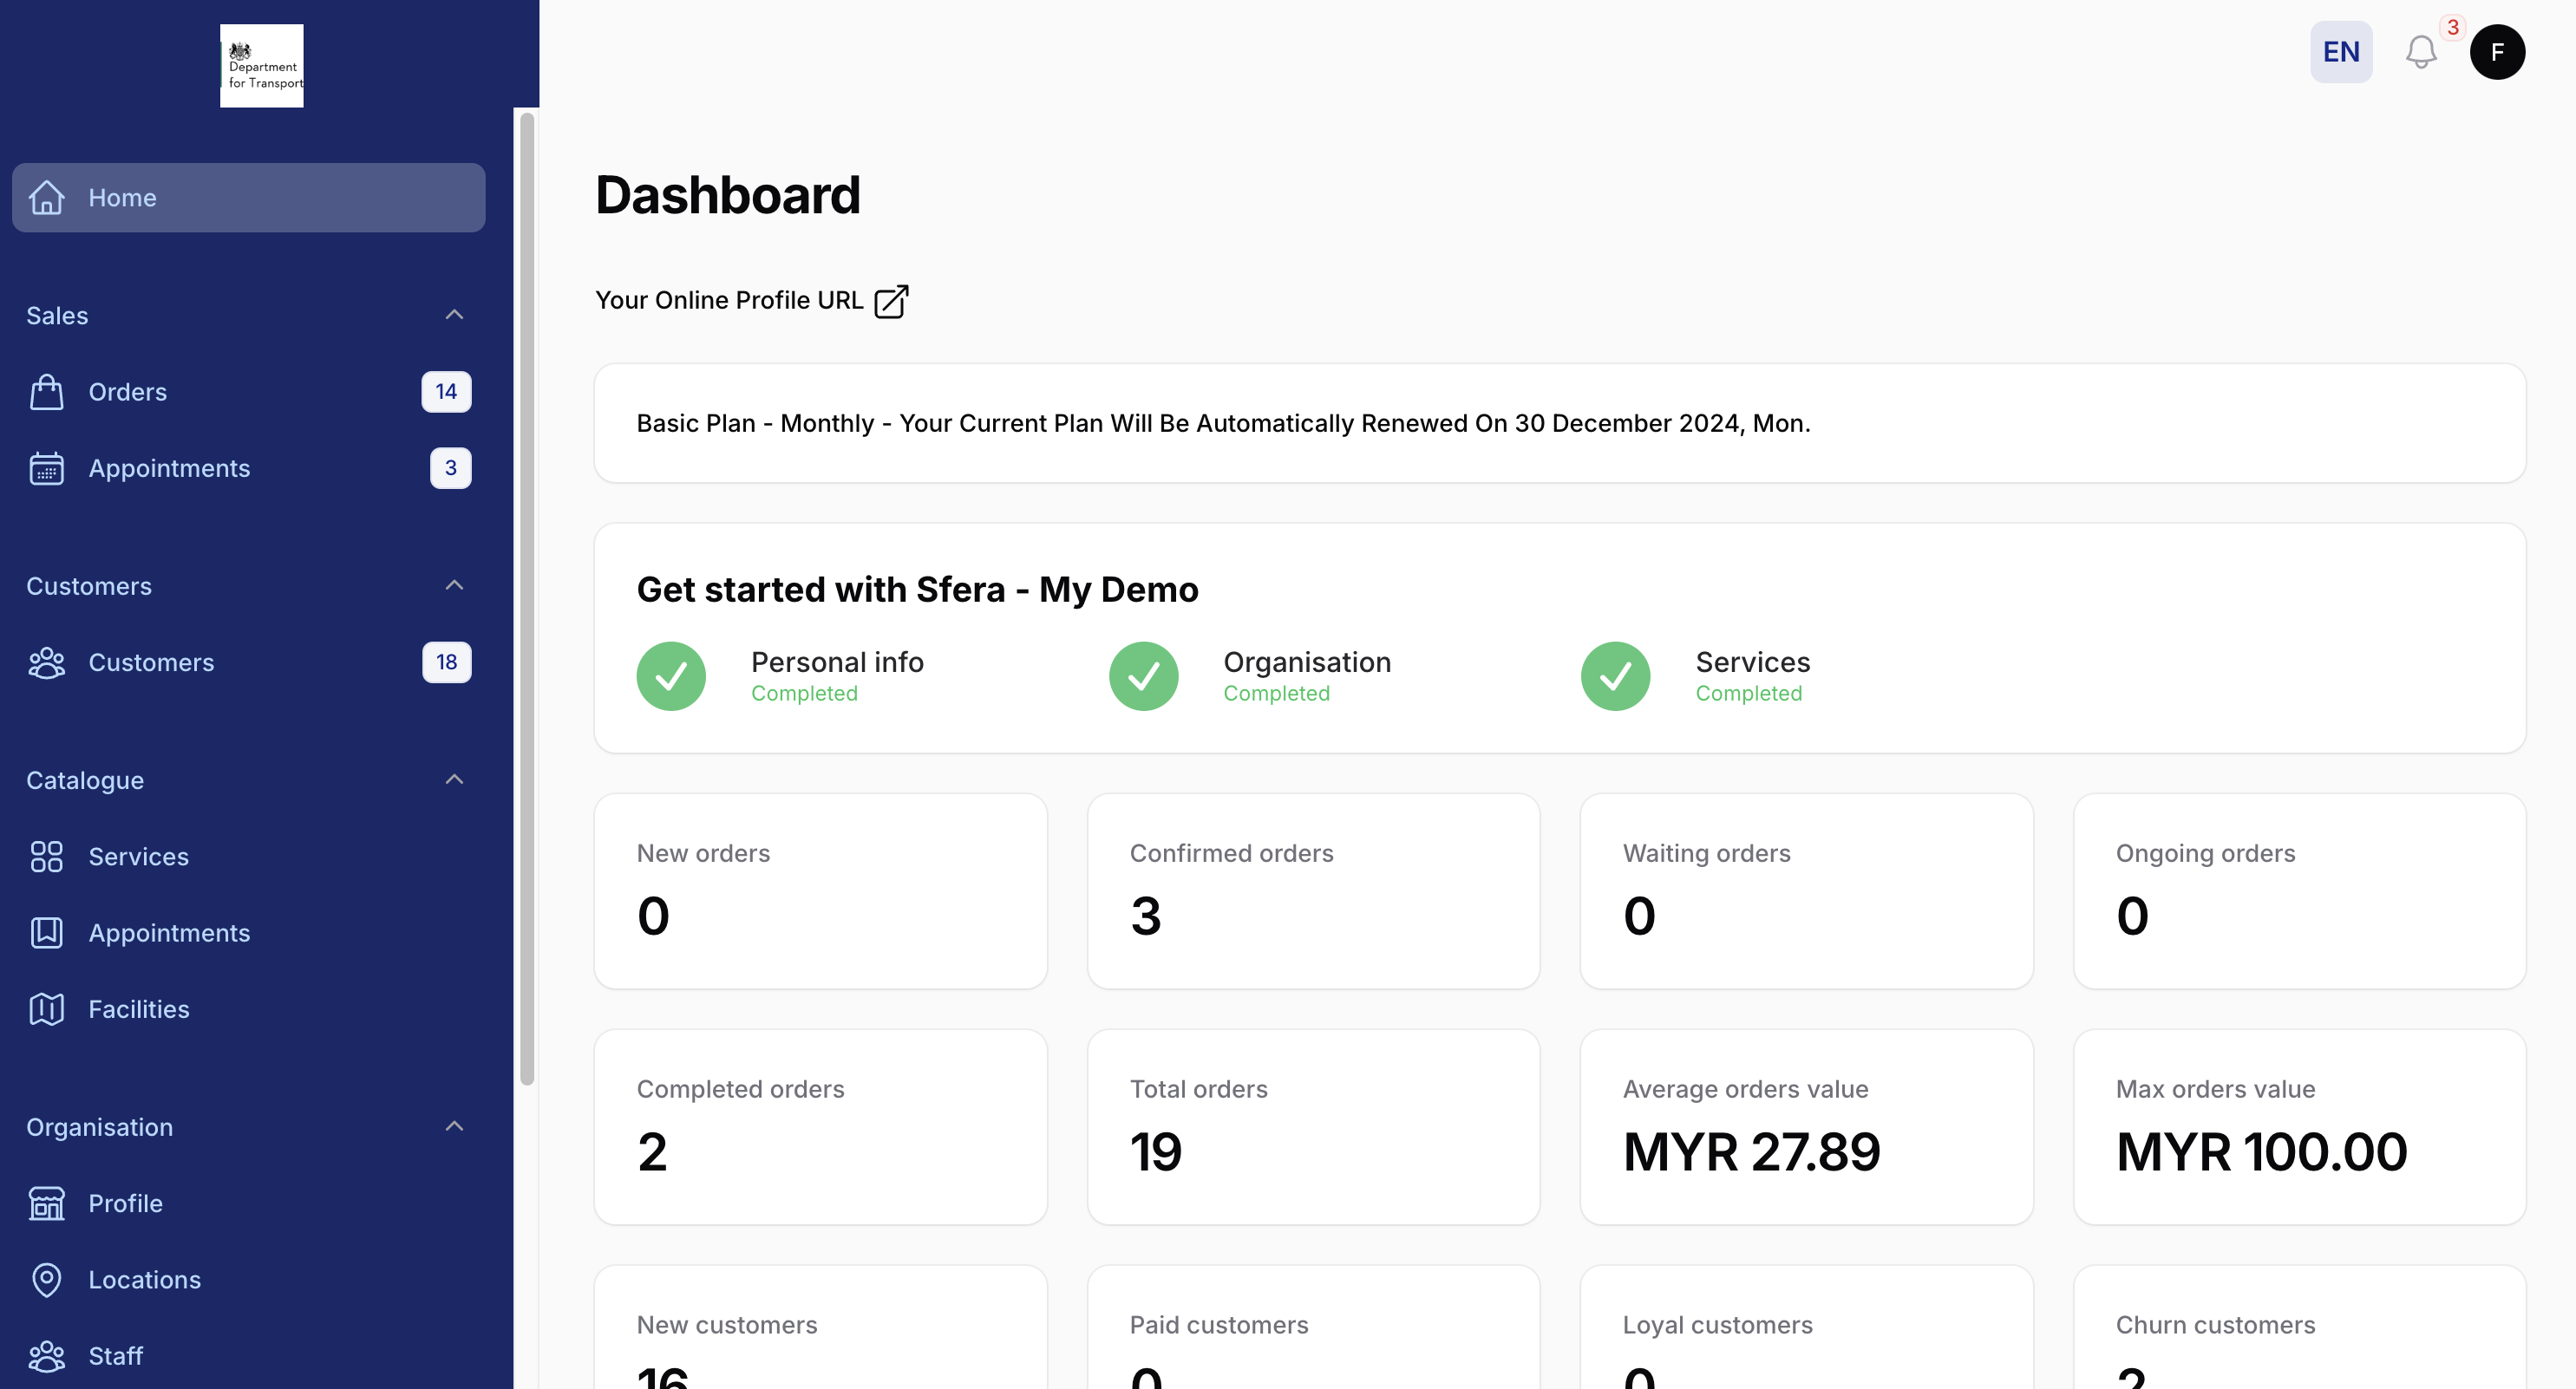 Department
for Transport
Home
Sales
Orders 14
Appointments 3
Customers
Customers 18
Catalogue
Services
Appointments
Facilities
Organisation
Profile
Locations
Staff
EN 3 F
Dashboard
Your Online Profile URL
Basic Plan - Monthly - Your Current Plan Will Be Automatically Renewed On 30 December 2024, Mon.
Get started with Sfera - My Demo
Personal info
Completed
Organisation
Completed
Services
Completed
New orders
0
Confirmed orders
3
Waiting orders
0
Ongoing orders
0
Completed orders
2
Total orders
19
Average orders value
MYR 27.89
Max orders value
MYR 100.00
New customers
16
Paid customers
0
Loyal customers
0
Churn customers
2